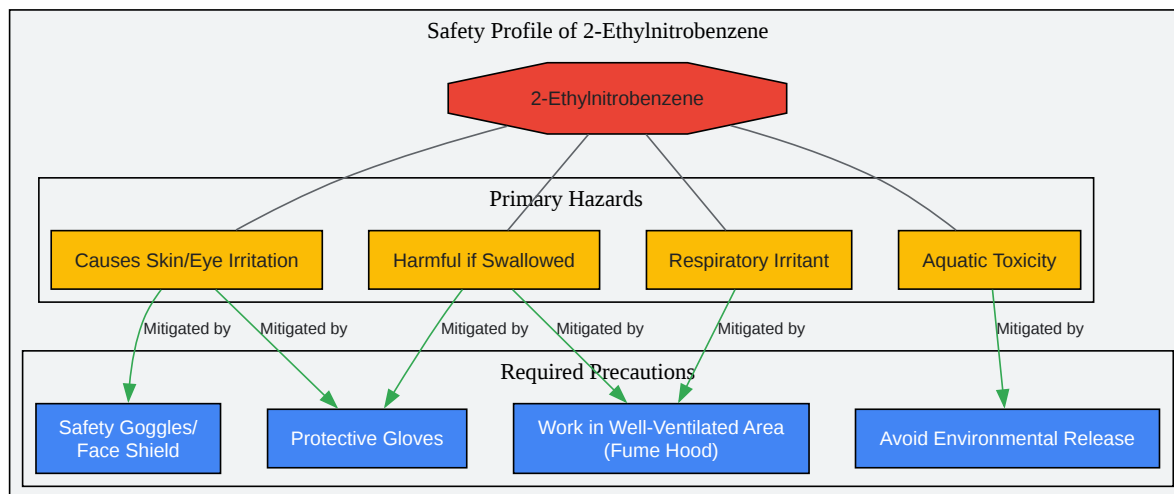 Safety Profile of 2-Ethylnitrobenzene
2-Ethylnitrobenzene
Primary Hazards
Causes Skin/Eye Irritation
Harmful if Swallowed
Respiratory Irritant
Aquatic Toxicity
Mitigated by
Mitigated by
Mitigated by
Mitigated by
Mitigated by
Mitigated by
Required Precautions
Safety Goggles/
Face Shield
Protective Gloves
Work in Well-Ventilated Area
(Fume Hood)
Avoid Environmental Release